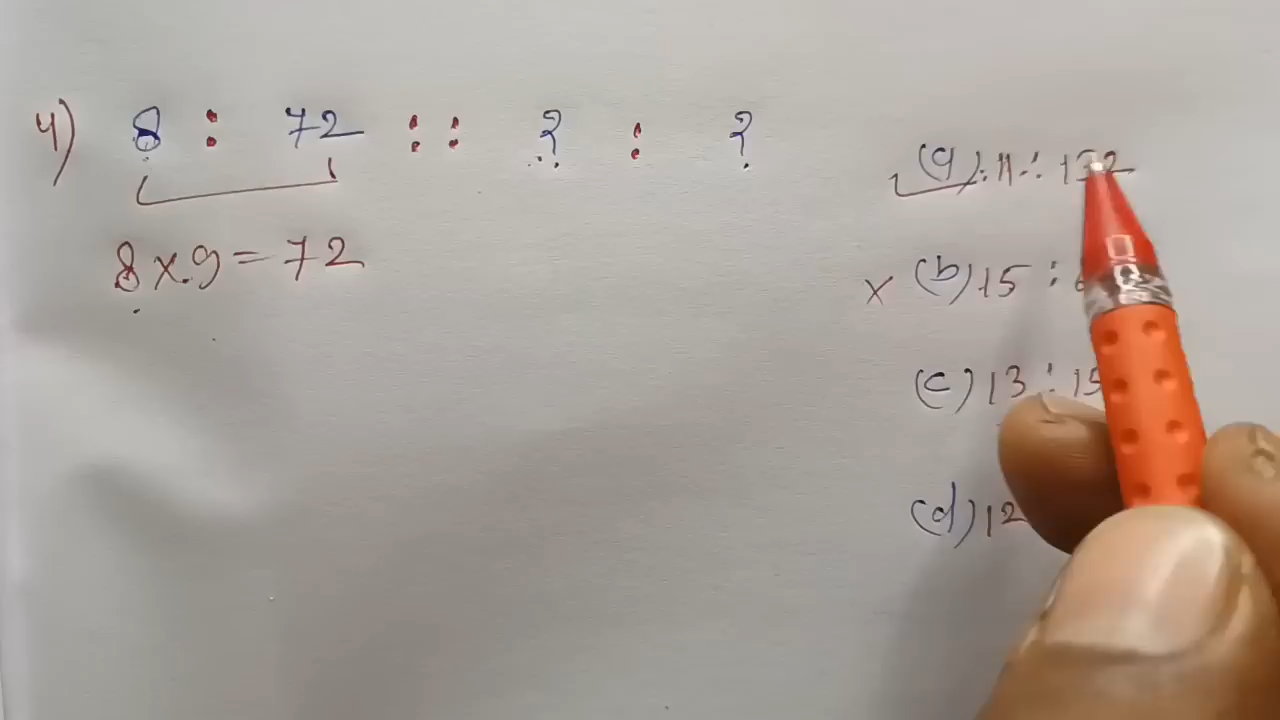 4) 8 : 72 :: ? : ?
8 x 9 = 72
(a) 11 : 132
x (b) 15 :
(c) 13 : 15
(d) 12